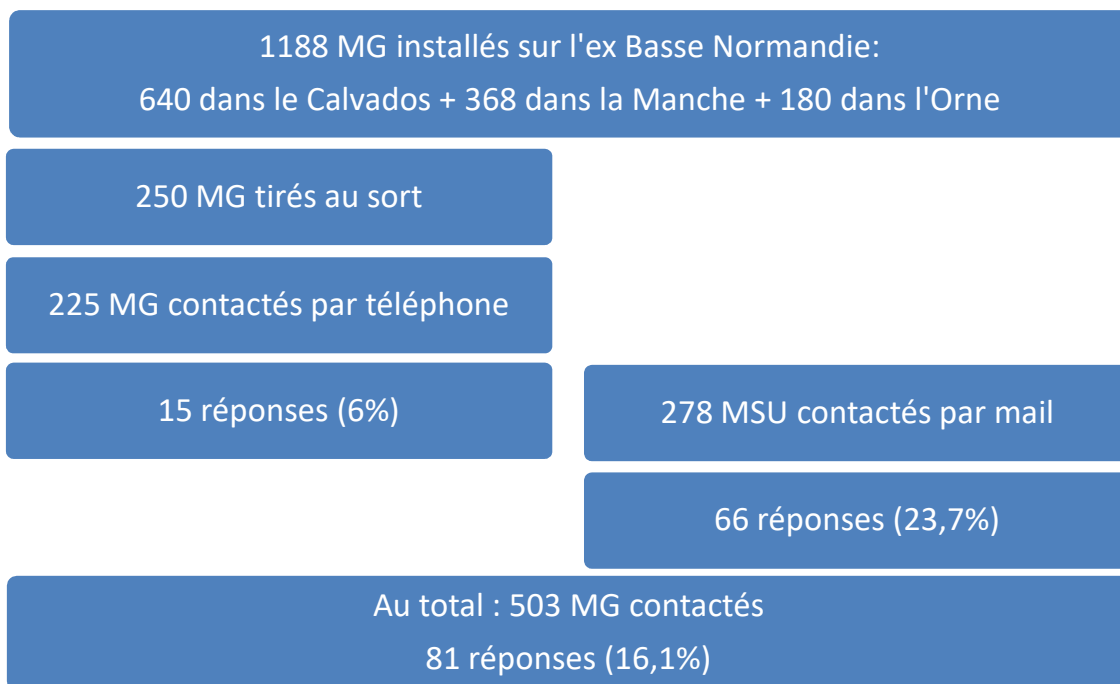 1188 MG installés sur l'ex Basse Normandie:
640 dans le Calvados + 368 dans la Manche + 180 dans l'Orne
250 MG tirés au sort
225 MG contactés par téléphone
15 réponses (6%)
278 MSU contactés par mail
66 réponses (23,7%)
Au total : 503 MG contactés
81 réponses (16,1%)